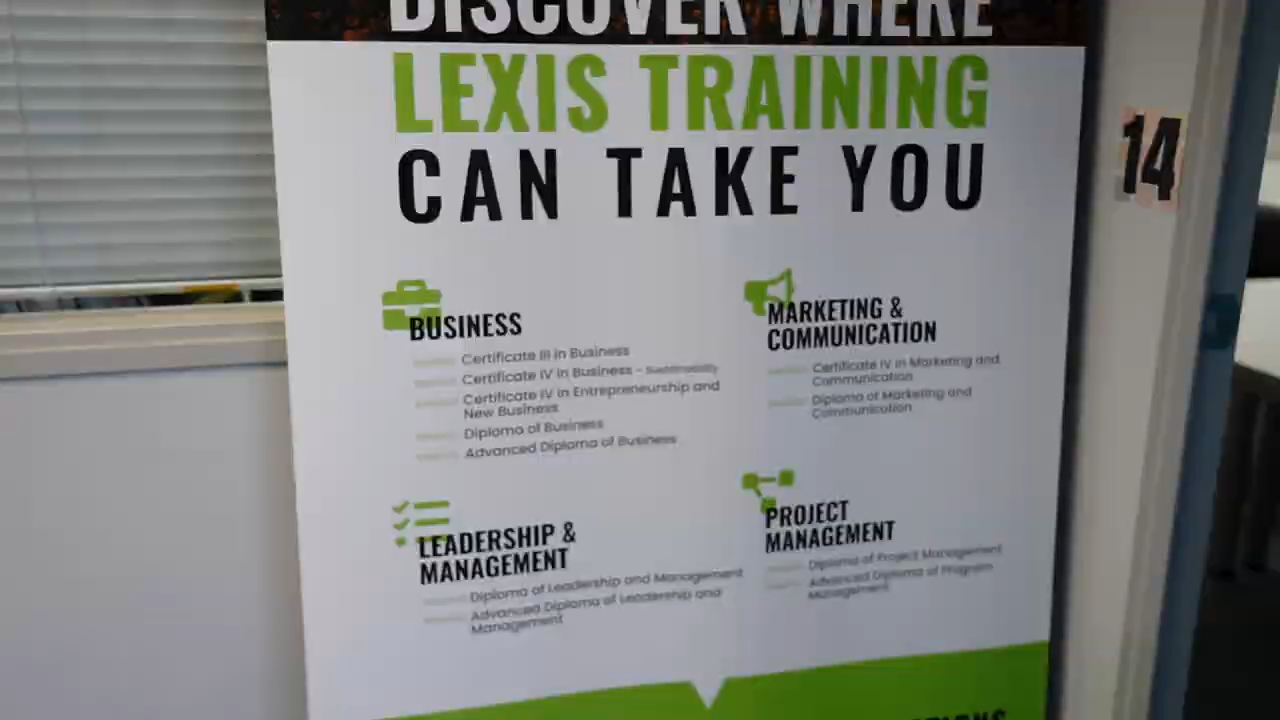 DISCOVER WHERE
LEXIS TRAINING
CAN TAKE YOU
14
BUSINESS
Certificate III in Business
Certificate IV in Business - Sustainability
Certificate IV in Entrepreneurship and
New Business
Diploma of Business
Advanced Diploma of Business
MARKETING &
COMMUNICATION
Certificate IV in Marketing and
Communication
Diploma of Marketing and
Communication
LEADERSHIP &
MANAGEMENT
Diploma of Leadership and Management
Advanced Diploma of Leadership and
Management
PROJECT
MANAGEMENT
Diploma of Project Management
Advanced Diploma of Program
Management